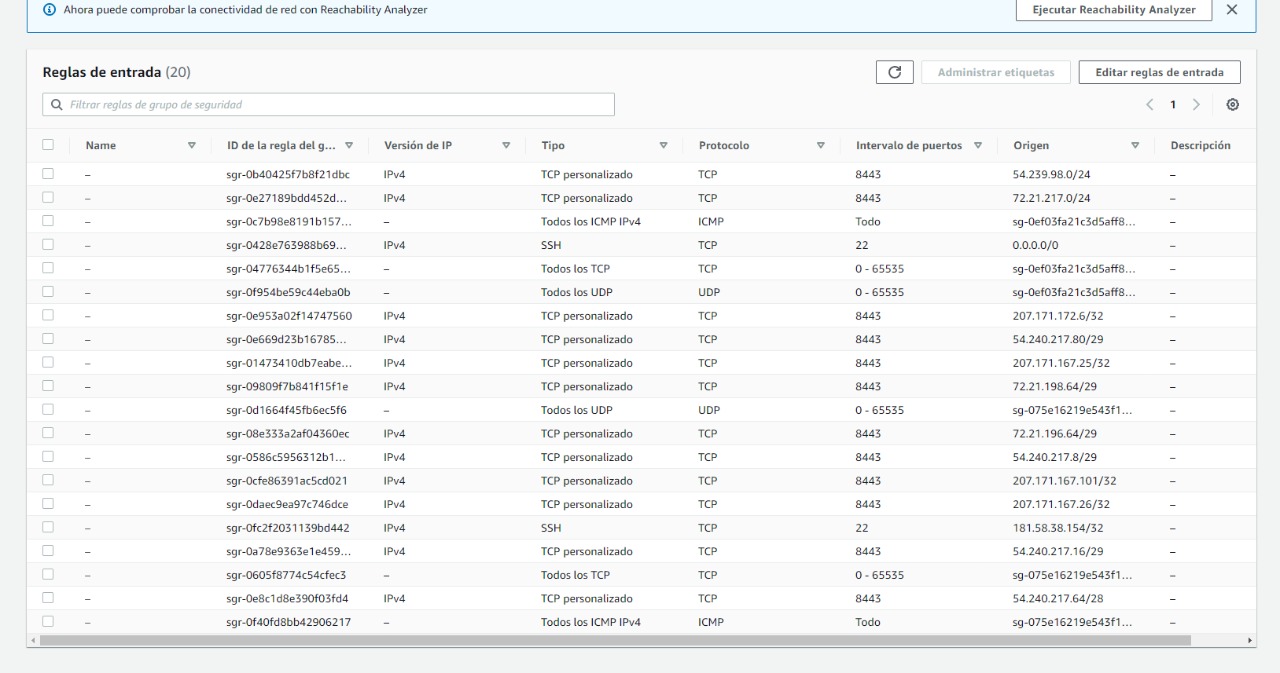 Ahora puede comprobar la conectividad de red con Reachability Analyzer Ejecutar Reachability Analyzer
Reglas de entrada (20) Administrar etiquetas Editar reglas de entrada
Filtrar reglas de grupo de seguridad 1
Name ID de la regla del g... Versión de IP Tipo Protocolo Intervalo de puertos Origen Descripción
– sgr-0b40425f7b8f21dbc IPv4 TCP personalizado TCP 8443 54.239.98.0/24 –
– sgr-0e27189bdd452d... IPv4 TCP personalizado TCP 8443 72.21.217.0/24 –
– sgr-0c7b98e8191b157... – Todos los ICMP IPv4 ICMP Todo sg-0ef03fa21c3d5aff8... –
– sgr-0428e763988b69... IPv4 SSH TCP 22 0.0.0.0/0 –
– sgr-04776344b1f5e65... – Todos los TCP TCP 0 - 65535 sg-0ef03fa21c3d5aff8... –
– sgr-0f954be59c44eba0b – Todos los UDP UDP 0 - 65535 sg-0ef03fa21c3d5aff8... –
– sgr-0e953a02f14747560 IPv4 TCP personalizado TCP 8443 207.171.172.6/32 –
– sgr-0e669d23b16785... IPv4 TCP personalizado TCP 8443 54.240.217.80/29 –
– sgr-01473410db7eabe... IPv4 TCP personalizado TCP 8443 207.171.167.25/32 –
– sgr-09809f7b841f15f1e IPv4 TCP personalizado TCP 8443 72.21.198.64/29 –
– sgr-0d1664f45fb6ec5f6 – Todos los UDP UDP 0 - 65535 sg-075e16219e543f1... –
– sgr-08e333a2af04360ec IPv4 TCP personalizado TCP 8443 72.21.196.64/29 –
– sgr-0586c5956312b1... IPv4 TCP personalizado TCP 8443 54.240.217.8/29 –
– sgr-0cfe86391ac5cd021 IPv4 TCP personalizado TCP 8443 207.171.167.101/32 –
– sgr-0daec9ea97c746dce IPv4 TCP personalizado TCP 8443 207.171.167.26/32 –
– sgr-0fc2f2031139bd442 IPv4 SSH TCP 22 181.58.38.154/32 –
– sgr-0a78e9363e1e459... IPv4 TCP personalizado TCP 8443 54.240.217.16/29 –
– sgr-0605f8774c54cfec3 – Todos los TCP TCP 0 - 65535 sg-075e16219e543f1... –
– sgr-0e8c1d8e390f03fd4 IPv4 TCP personalizado TCP 8443 54.240.217.64/28 –
– sgr-0f40fd8bb42906217 – Todos los ICMP IPv4 ICMP Todo sg-075e16219e543f1... –